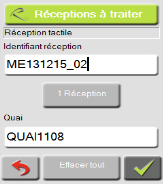 Réceptions à traiter
Réception tactile
Identifiant réception
ME131215_02
1 Réception
Quai
QUAI1108
Effacer tout